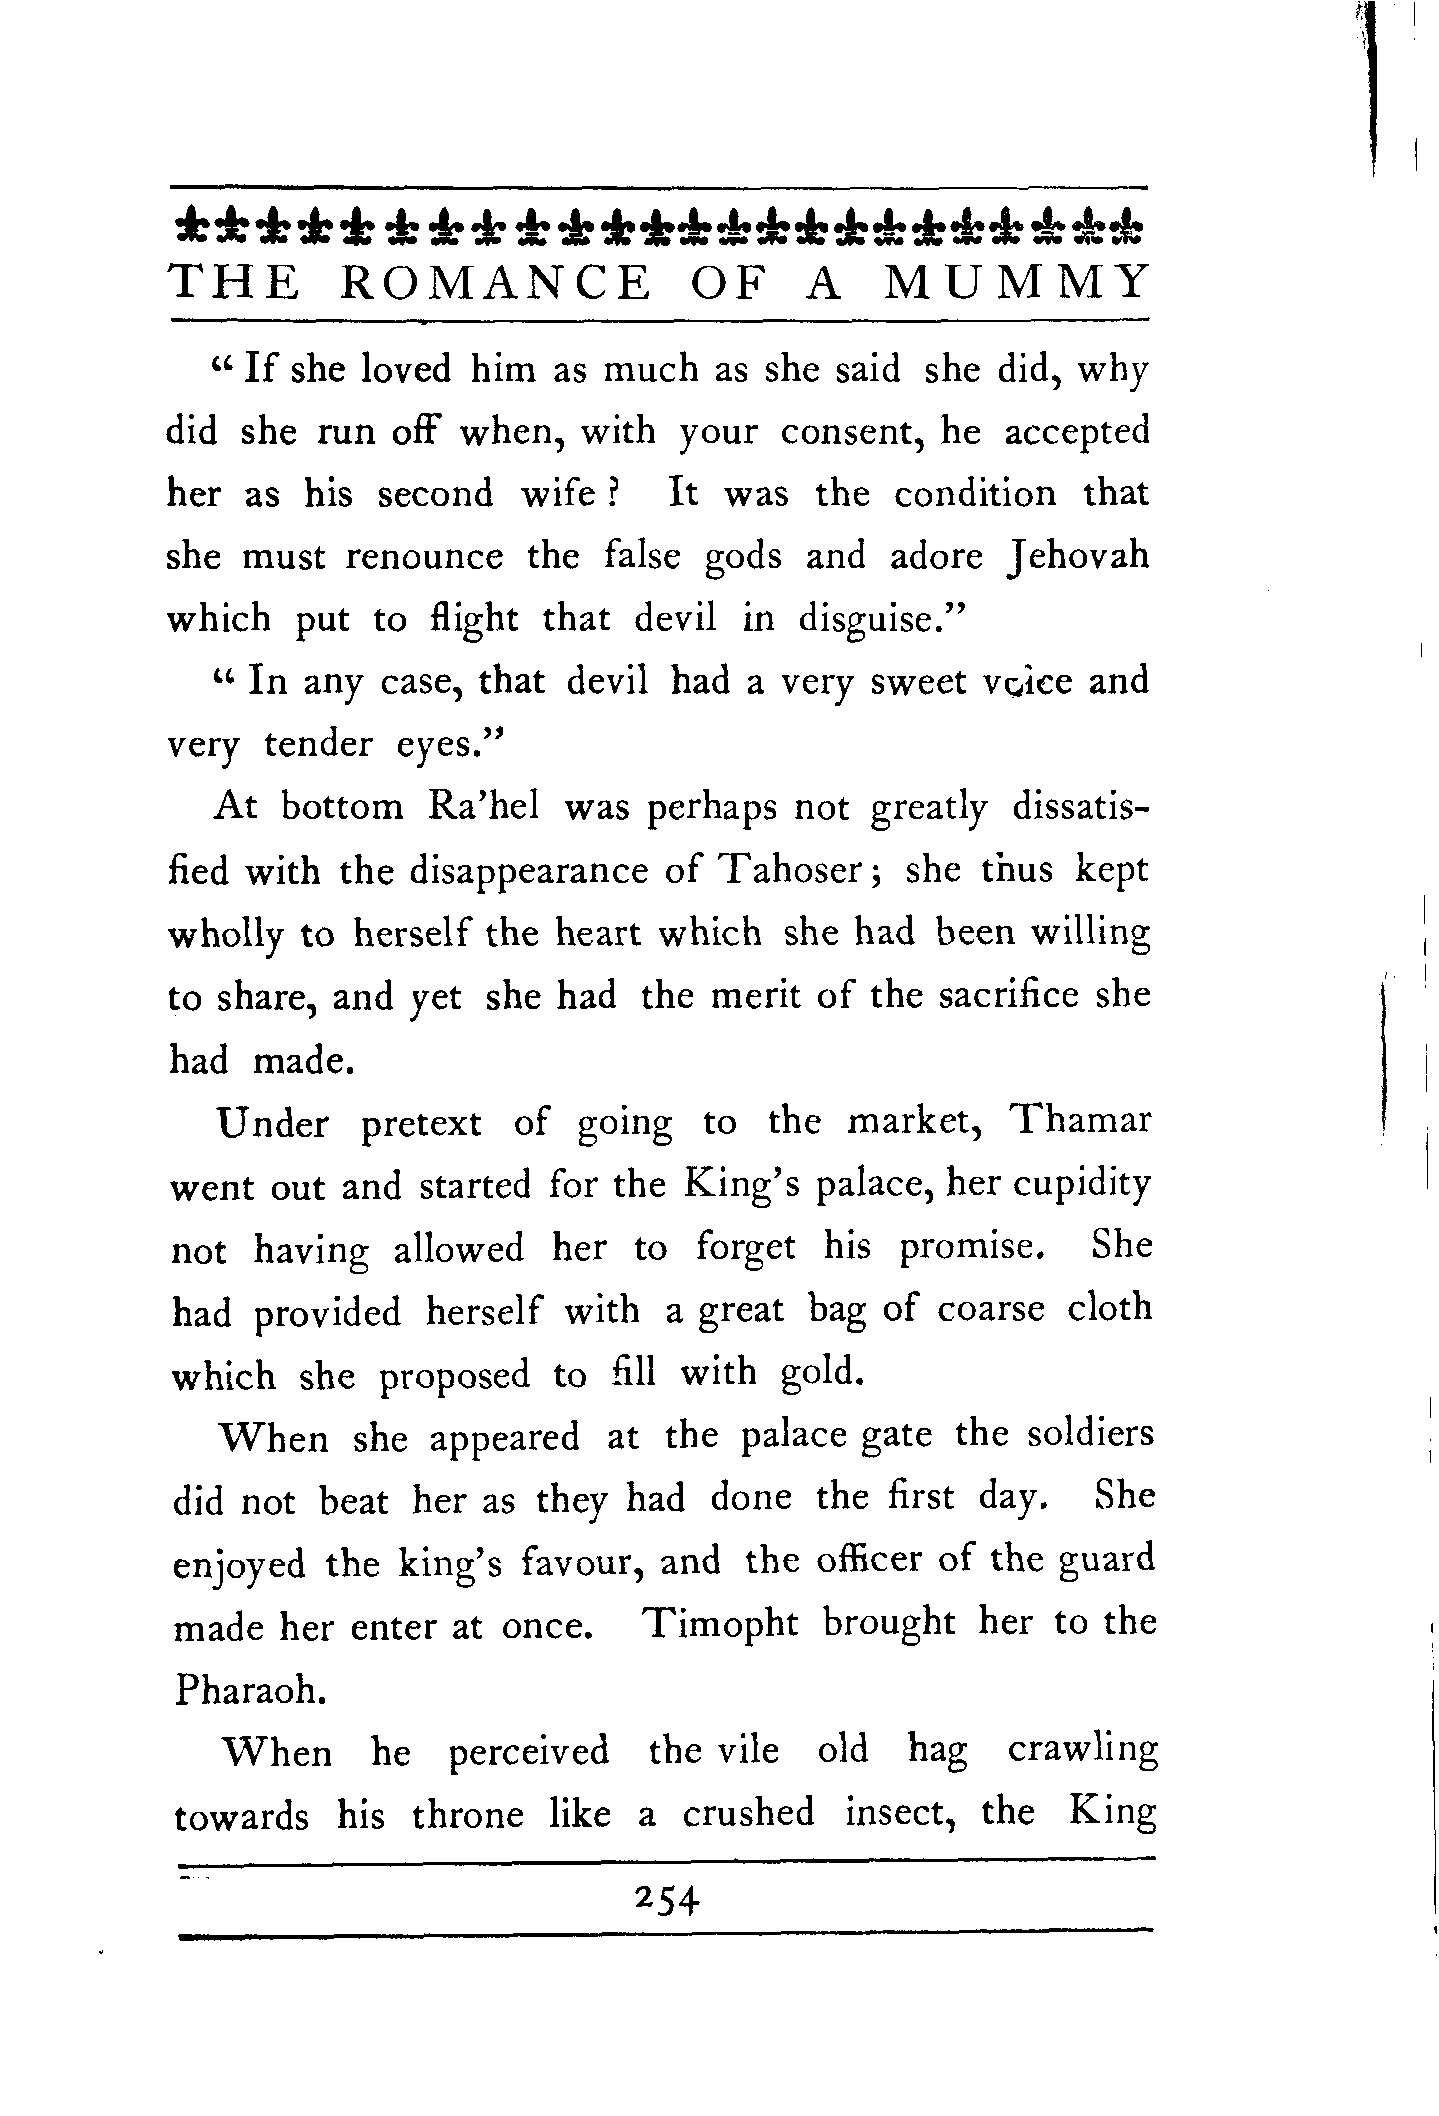 THE ROMANCE OF A MUMMY
“ If she loved him as much as she said she did, why
did she run off when, with your consent, he accepted
her as his second wife ? It was the condition that
she must renounce the false gods and adore Jehovah
which put to flight that devil in disguise.”
“ In any case, that devil had a very sweet voice and
very tender eyes.”
At bottom Ra’hel was perhaps not greatly dissatis-
fied with the disappearance of Tahoser ; she thus kept
wholly to herself the heart which she had been willing
to share, and yet she had the merit of the sacrifice she
had made.
Under pretext of going to the market, Thamar
went out and started for the King’s palace, her cupidity
not having allowed her to forget his promise. She
had provided herself with a great bag of coarse cloth
which she proposed to fill with gold.
When she appeared at the palace gate the soldiers
did not beat her as they had done the first day. She
enjoyed the king’s favour, and the officer of the guard
made her enter at once. Timopht brought her to the
Pharaoh.
When he perceived the vile old hag crawling
towards his throne like a crushed insect, the King
254